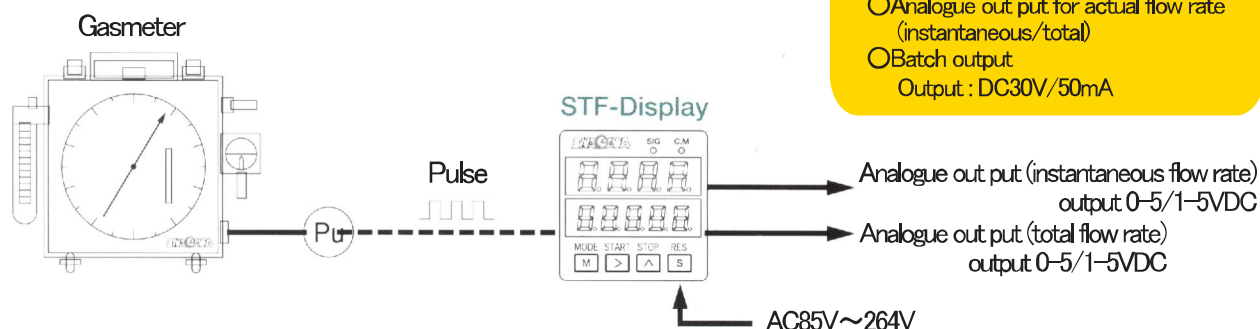 ○Analogue out put for actual flow rate
(instantaneous/total)
○Batch output
Output : DC30V/50mA
Gasmeter
STF-Display
SHINAGAWA SIG C.M
Pulse
Pu
SHINAGAWA
MODE START STOP RES
M > ∧ S
Analogue out put (instantaneous flow rate)
output 0-5/1-5VDC
Analogue out put (total flow rate)
output 0-5/1-5VDC
AC85V～264V